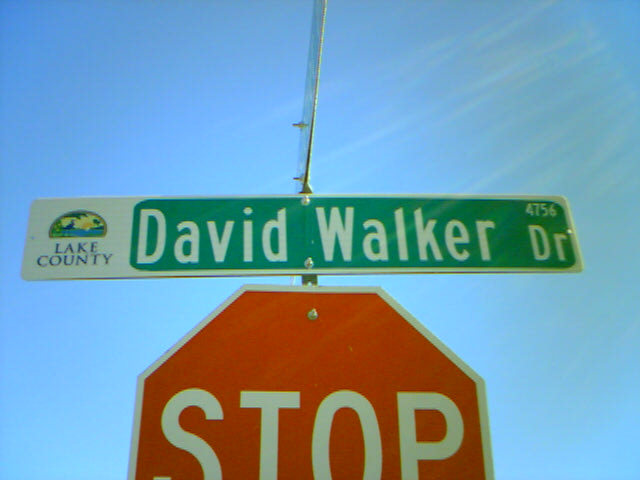 LAKE
COUNTY
David Walker Dr
4756
STOP